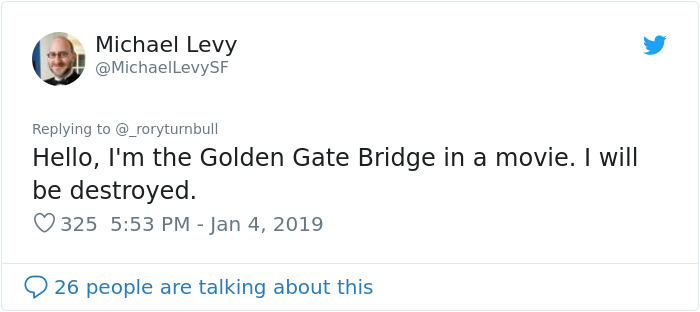 Michael Levy
@MichaelLevySF
Replying to @_roryturnbull
Hello, I'm the Golden Gate Bridge in a movie. I will
be destroyed.
325 5:53 PM - Jan 4, 2019
26 people are talking about this